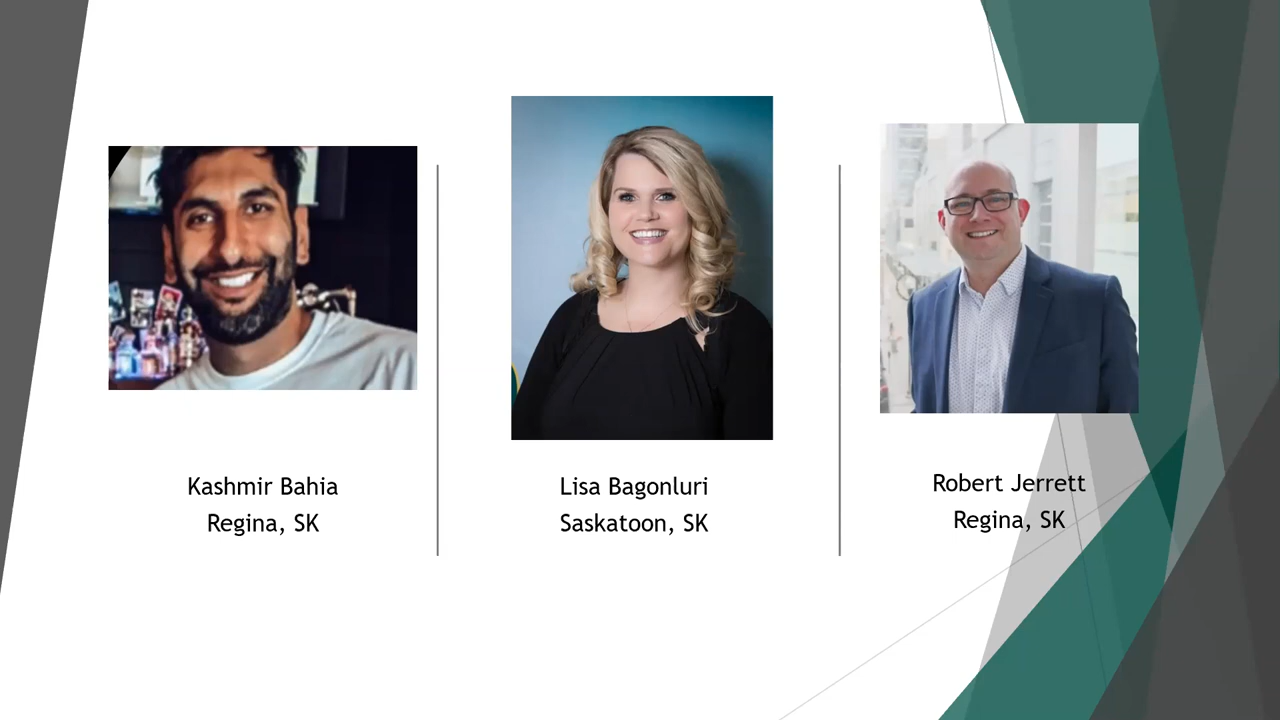 Kashmir Bahia
Regina, SK
Lisa Bagonluri
Saskatoon, SK
Robert Jerrett
Regina, SK